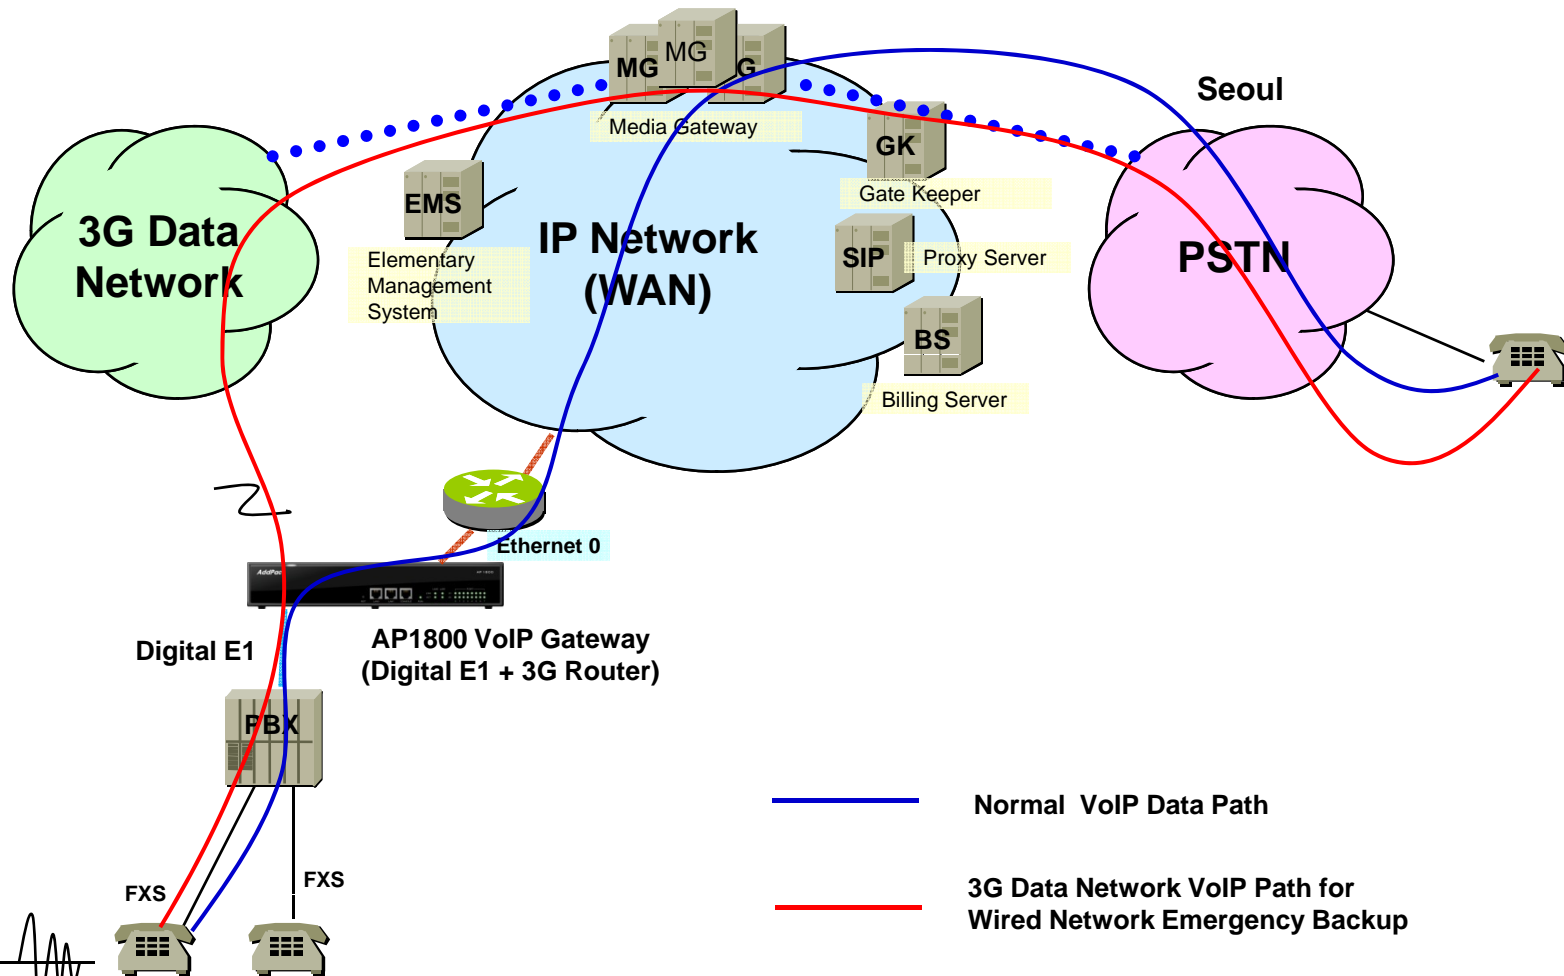 MG
MG
G
Media Gateway
Seoul
GK
Gate Keeper
EMS
Elementary
Management
System
3G Data
Network
IP Network
(WAN)
SIP
Proxy Server
PSTN
BS
Billing Server
Ethernet 0
AddPac
AP1800 VoIP Gateway
(Digital E1 + 3G Router)
Digital E1
PBX
FXS
FXS
Normal VoIP Data Path
3G Data Network VoIP Path for
Wired Network Emergency Backup